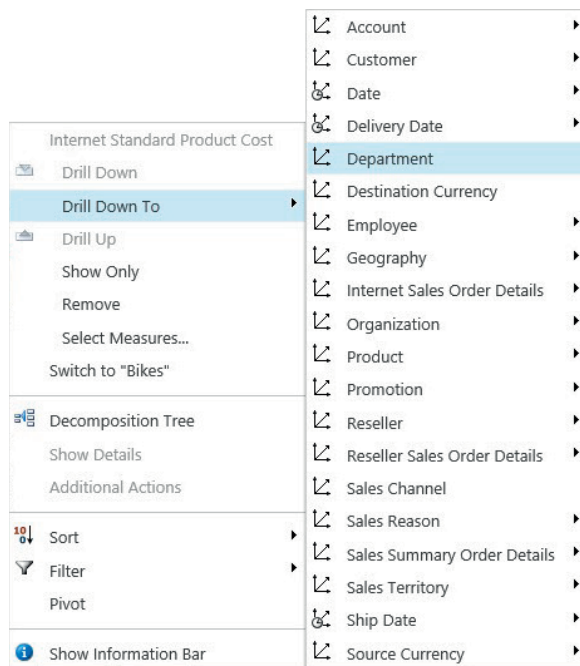 Internet Standard Product Cost
Drill Down
Drill Down To
Drill Up
Show Only
Remove
Select Measures...
Switch to "Bikes"
Decomposition Tree
Show Details
Additional Actions
Sort
Filter
Pivot
Show Information Bar
Account
Customer
Date
Delivery Date
Department
Destination Currency
Employee
Geography
Internet Sales Order Details
Organization
Product
Promotion
Reseller
Reseller Sales Order Details
Sales Channel
Sales Reason
Sales Summary Order Details
Sales Territory
Ship Date
Source Currency